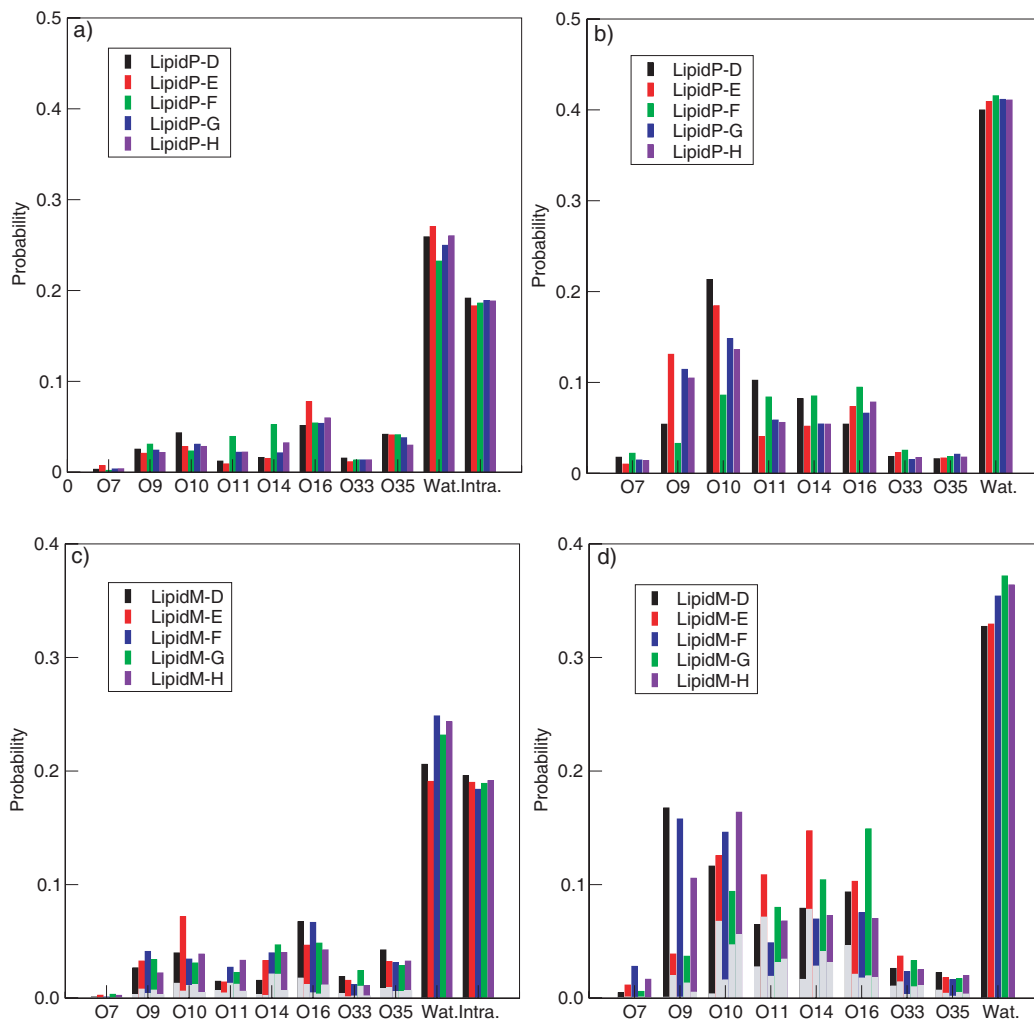 a)
0.5
0.4
0.3
0.2
0.1
0
0
Probability
LipidP-D
LipidP-E
LipidP-F
LipidP-G
LipidP-H
O7 O9 O10 O11 O14 O16 O33 O35 Wat.Intra.
b)
0.5
0.4
0.3
0.2
0.1
0
Probability
LipidP-D
LipidP-E
LipidP-F
LipidP-G
LipidP-H
O7 O9 O10 O11 O14 O16 O33 O35 Wat.
c)
0.4
0.3
0.2
0.1
0.0
Probability
LipidM-D
LipidM-E
LipidM-F
LipidM-G
LipidM-H
O7 O9 O10 O11 O14 O16 O33 O35 Wat.Intra.
d)
0.4
0.3
0.2
0.1
0.0
Probability
LipidM-D
LipidM-E
LipidM-F
LipidM-G
LipidM-H
O7 O9 O10 O11 O14 O16 O33 O35 Wat.